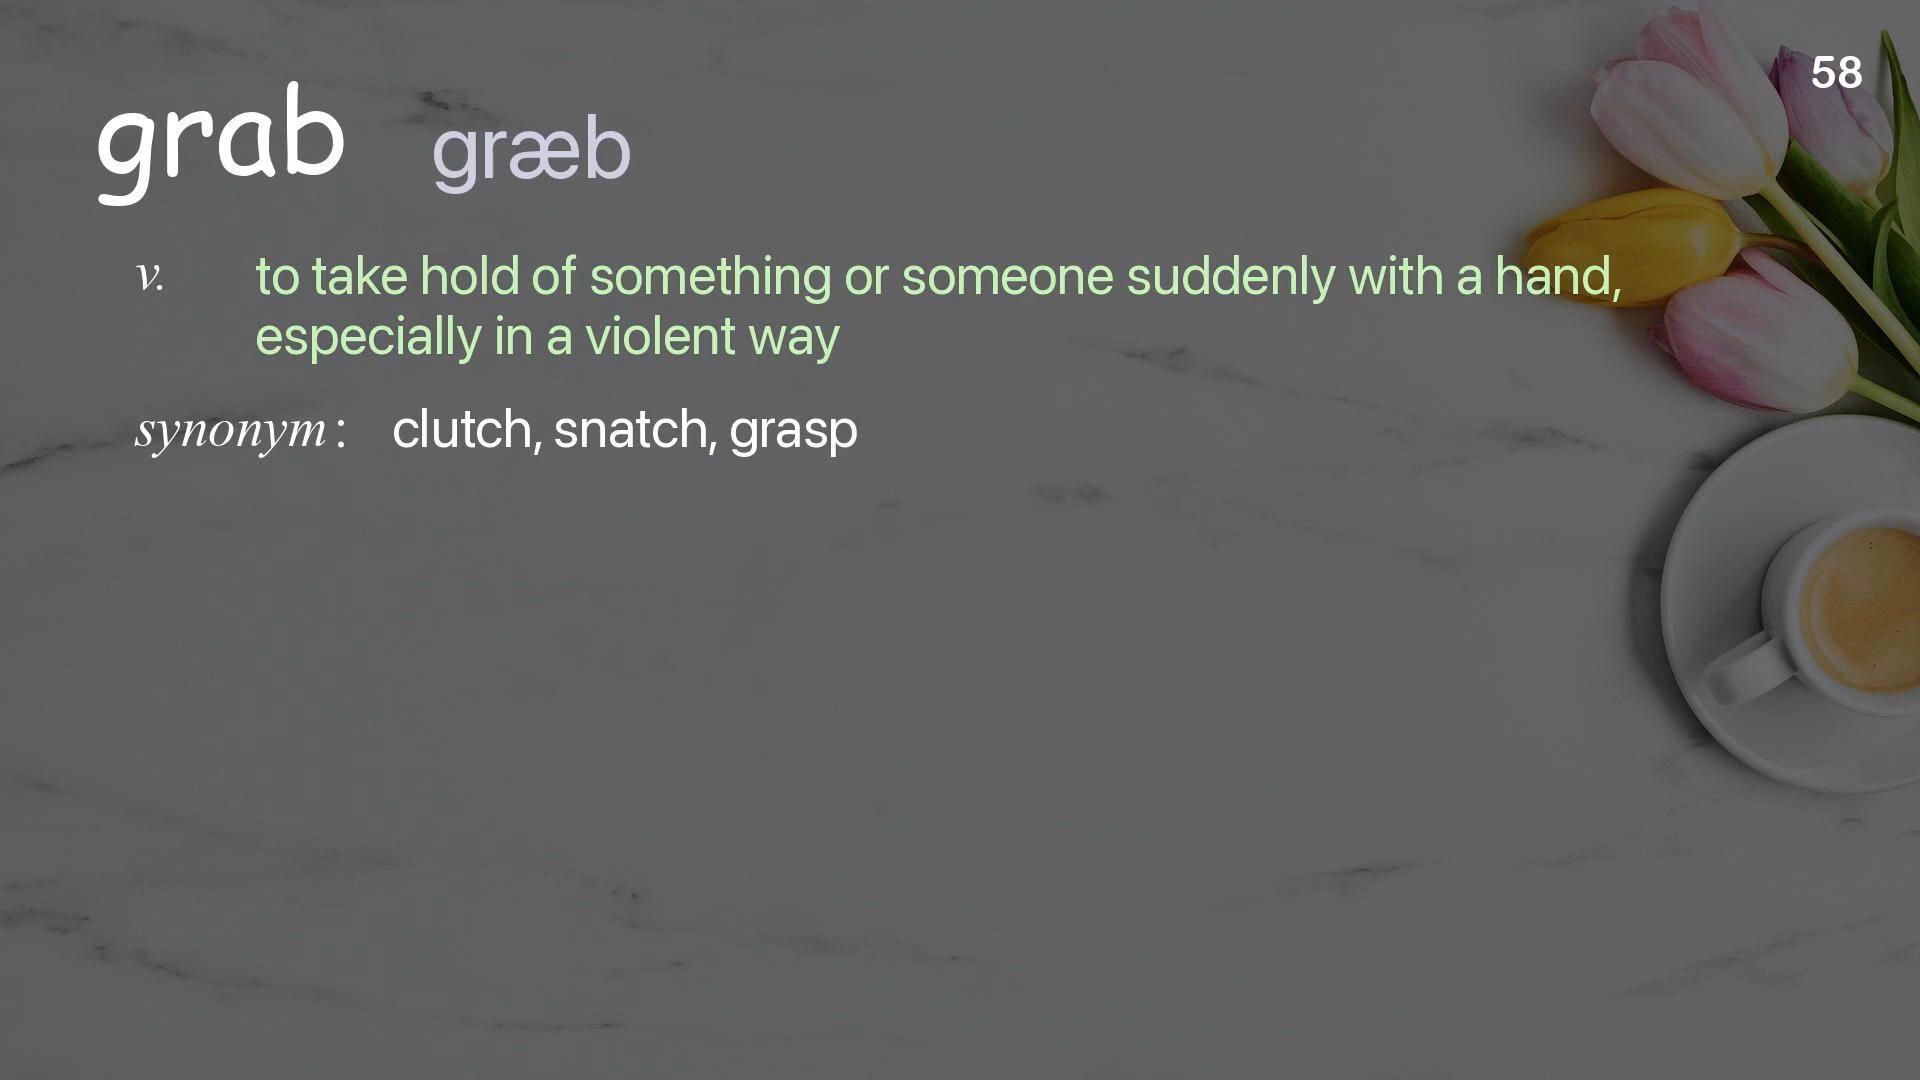 58
grab græb
v. to take hold of something or someone suddenly with a hand,
especially in a violent way
synonym: clutch, snatch, grasp